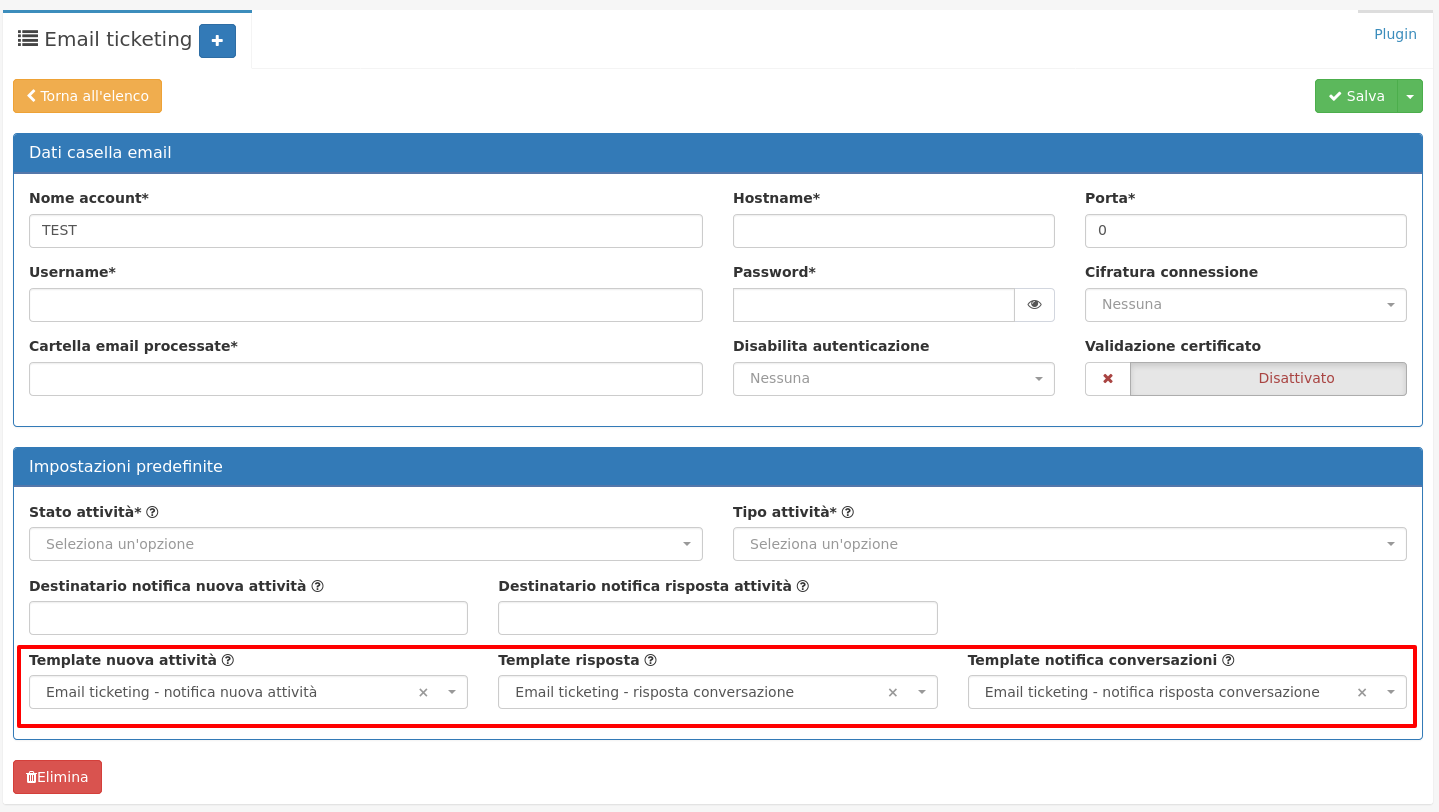 Email ticketing
Plugin
Torna all'elenco
Salva
Dati casella email
Nome account*
Hostname*
Porta*
TEST
0
Username*
Password*
Cifratura connessione
Nessuna
Cartella email processate*
Disabilita autenticazione
Validazione certificato
Nessuna
Disattivato
Impostazioni predefinite
Stato attività*
Tipo attività*
Seleziona un'opzione
Seleziona un'opzione
Destinatario notifica nuova attività
Destinatario notifica risposta attività
Template nuova attività
Template risposta
Template notifica conversazioni
Email ticketing - notifica nuova attività
Email ticketing - risposta conversazione
Email ticketing - notifica risposta conversazione
Elimina